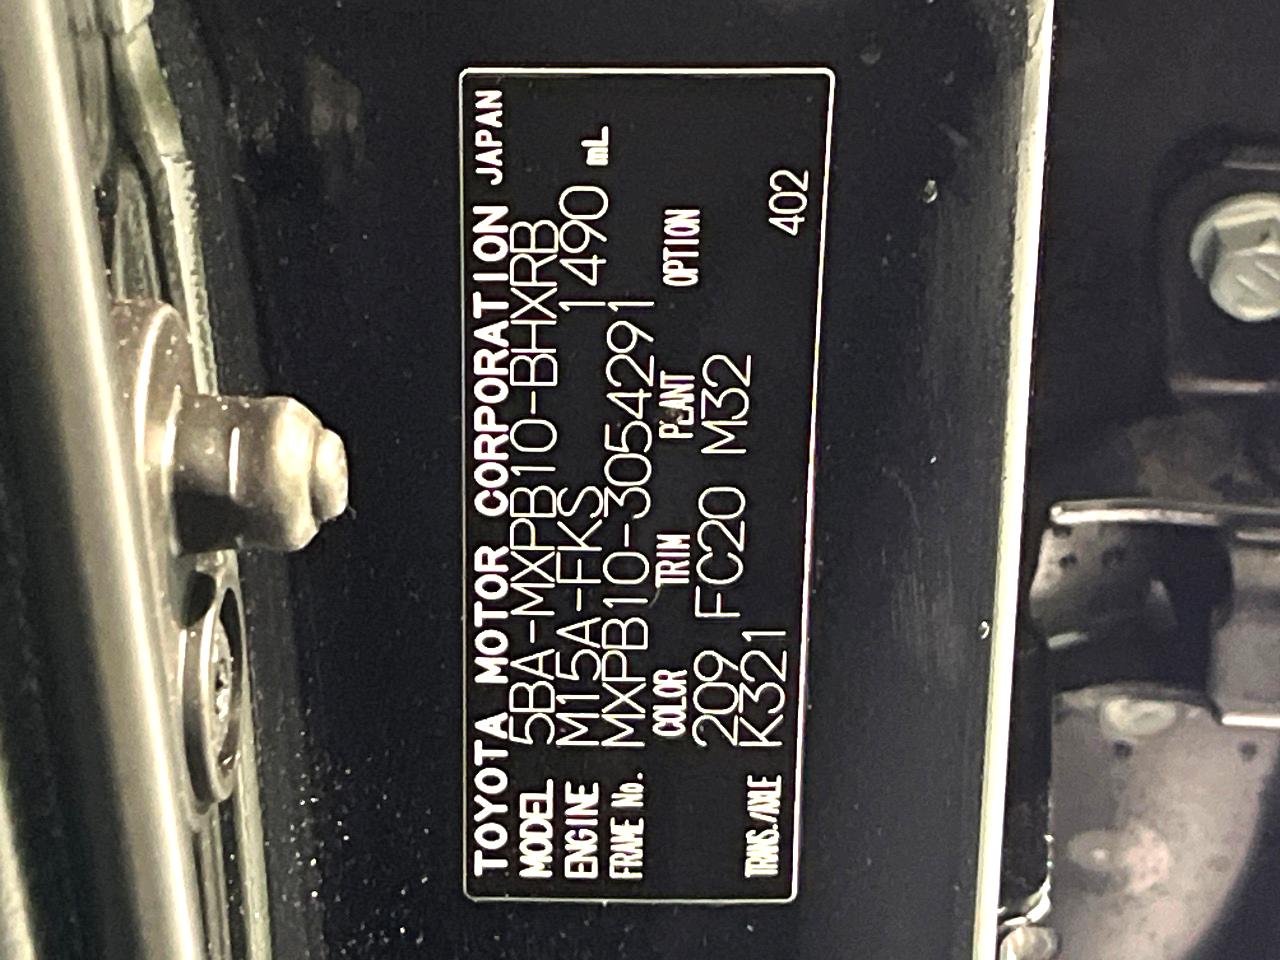 TOYOTA MOTOR CORPORATION JAPAN
MODEL 5BA-MXPB10-BHXRB
ENGINE M15A-FKS 1490 mL
FRAME No. MXPB10-3054291
COLOR TRIM PLANT OPTION
209 FC20 M32
TRANS./AXLE K321 402